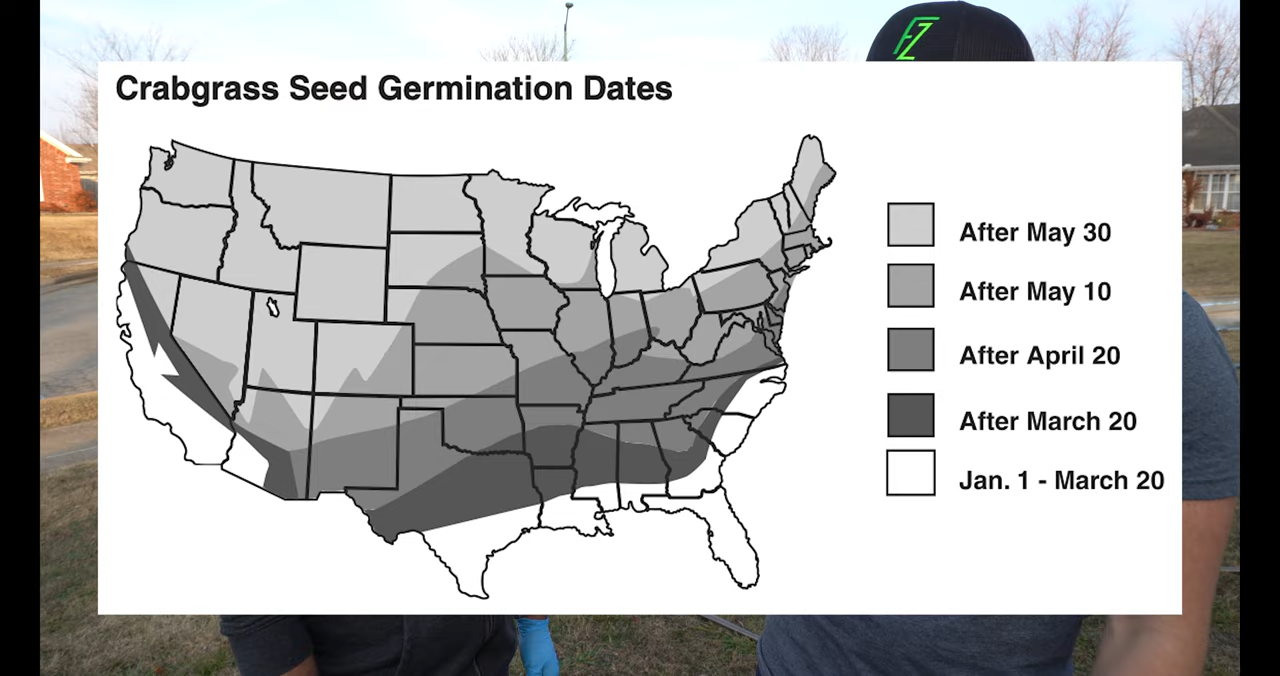 FZ
Crabgrass Seed Germination Dates
After May 30
After May 10
After April 20
After March 20
Jan. 1 - March 20